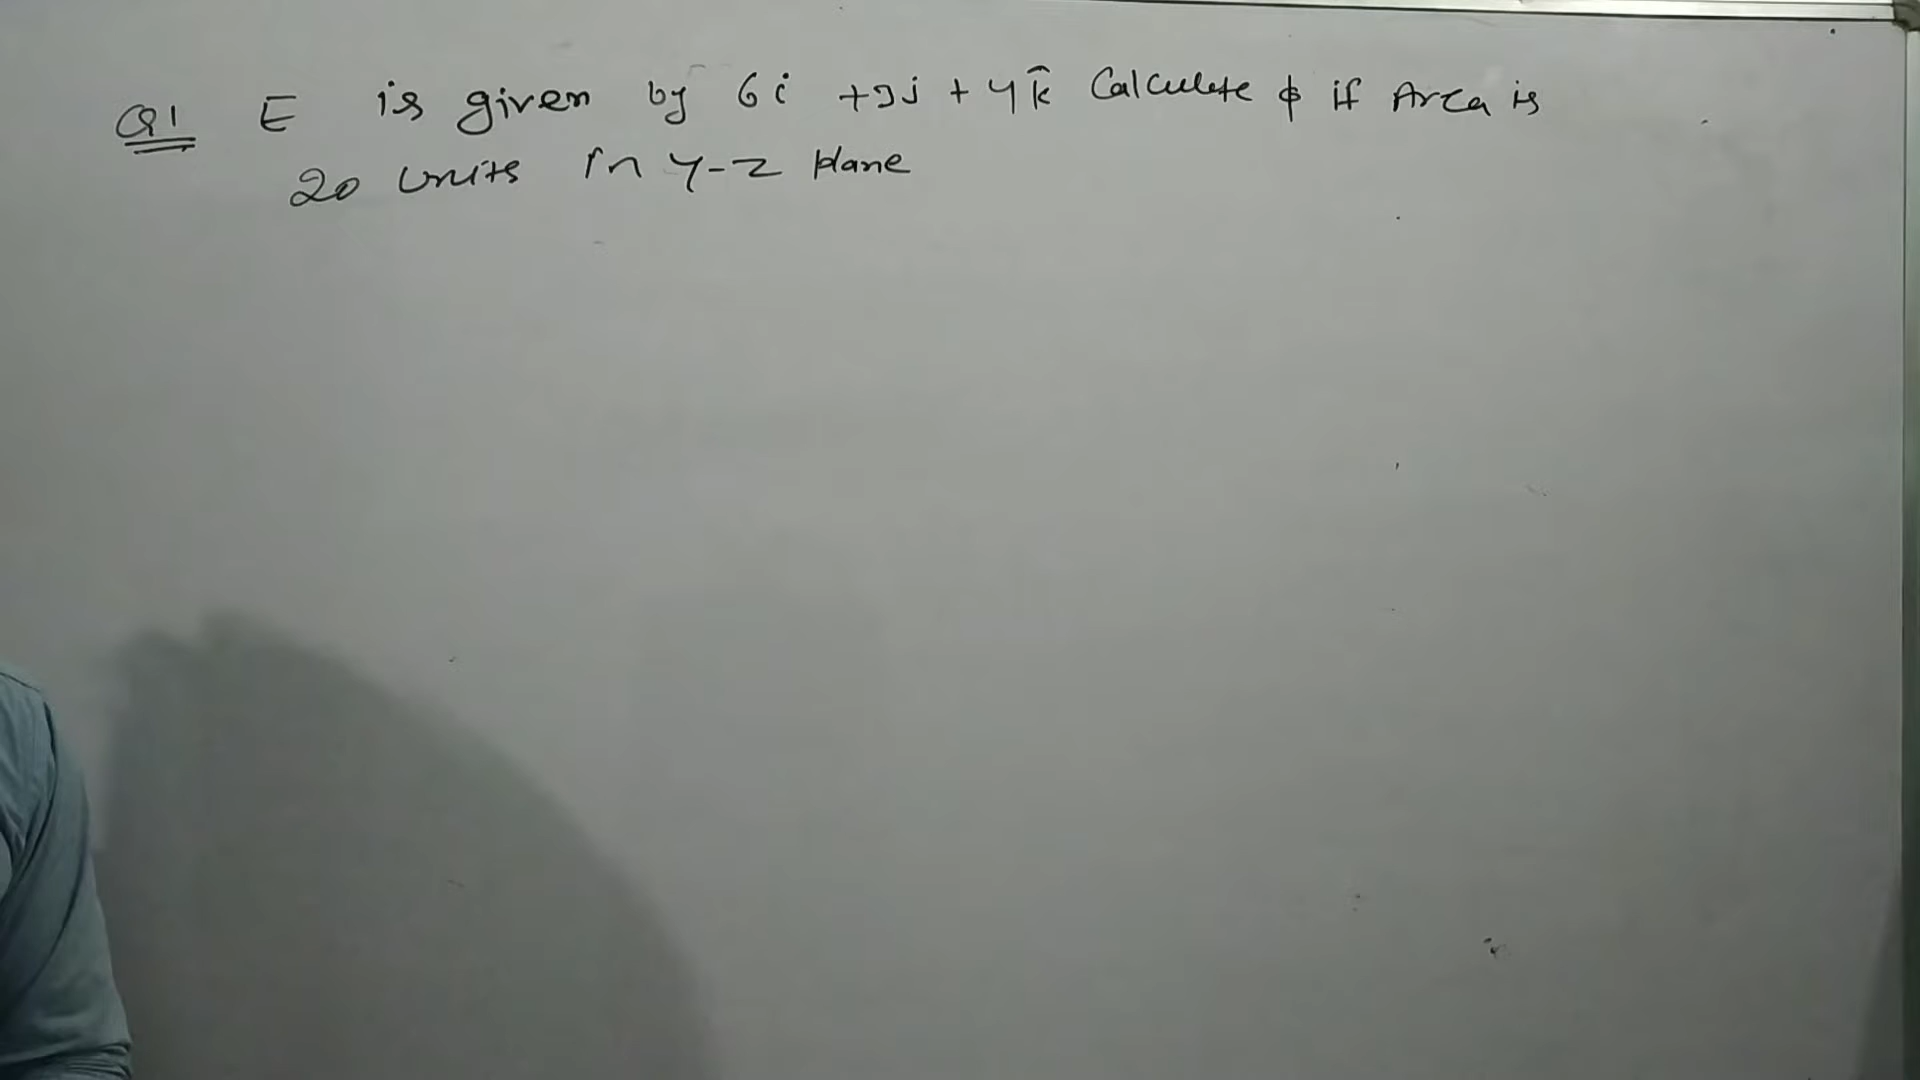 Q1 E is given by 6i + 3j + 4k̂ Calculate ϕ if Area is
20 units in Y-Z plane